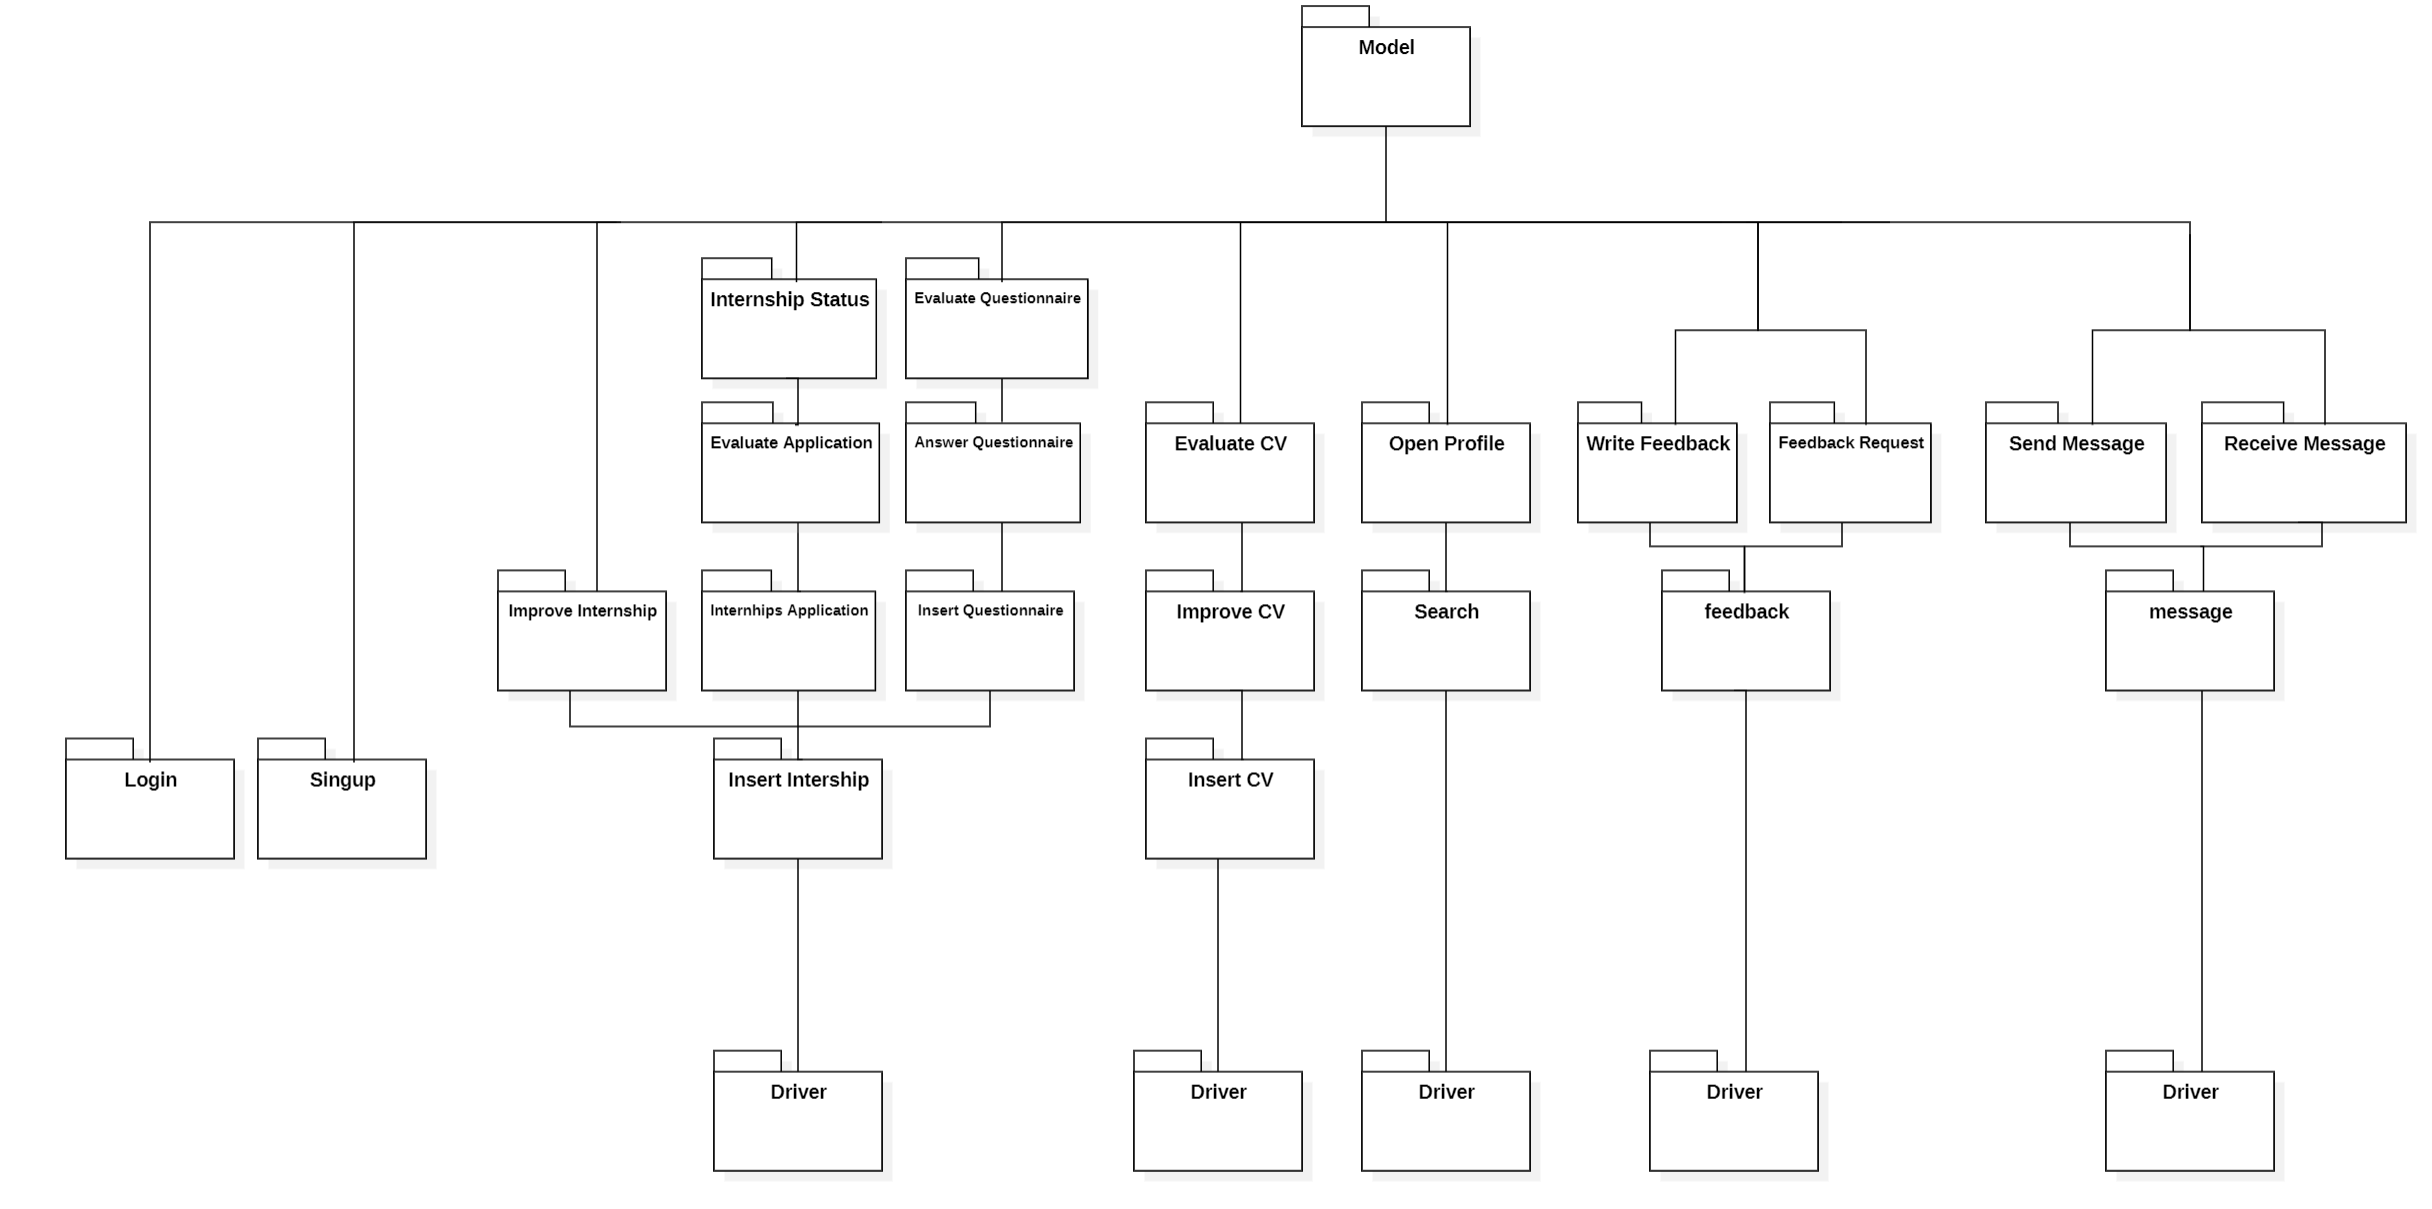 Model
Internship Status
Evaluate Questionnaire
Evaluate Application
Answer Questionnaire
Evaluate CV
Open Profile
Write Feedback
Feedback Request
Send Message
Receive Message
Improve Internship
Internhips Application
Insert Questionnaire
Improve CV
Search
feedback
message
Login
Singup
Insert Intership
Insert CV
Driver
Driver
Driver
Driver
Driver